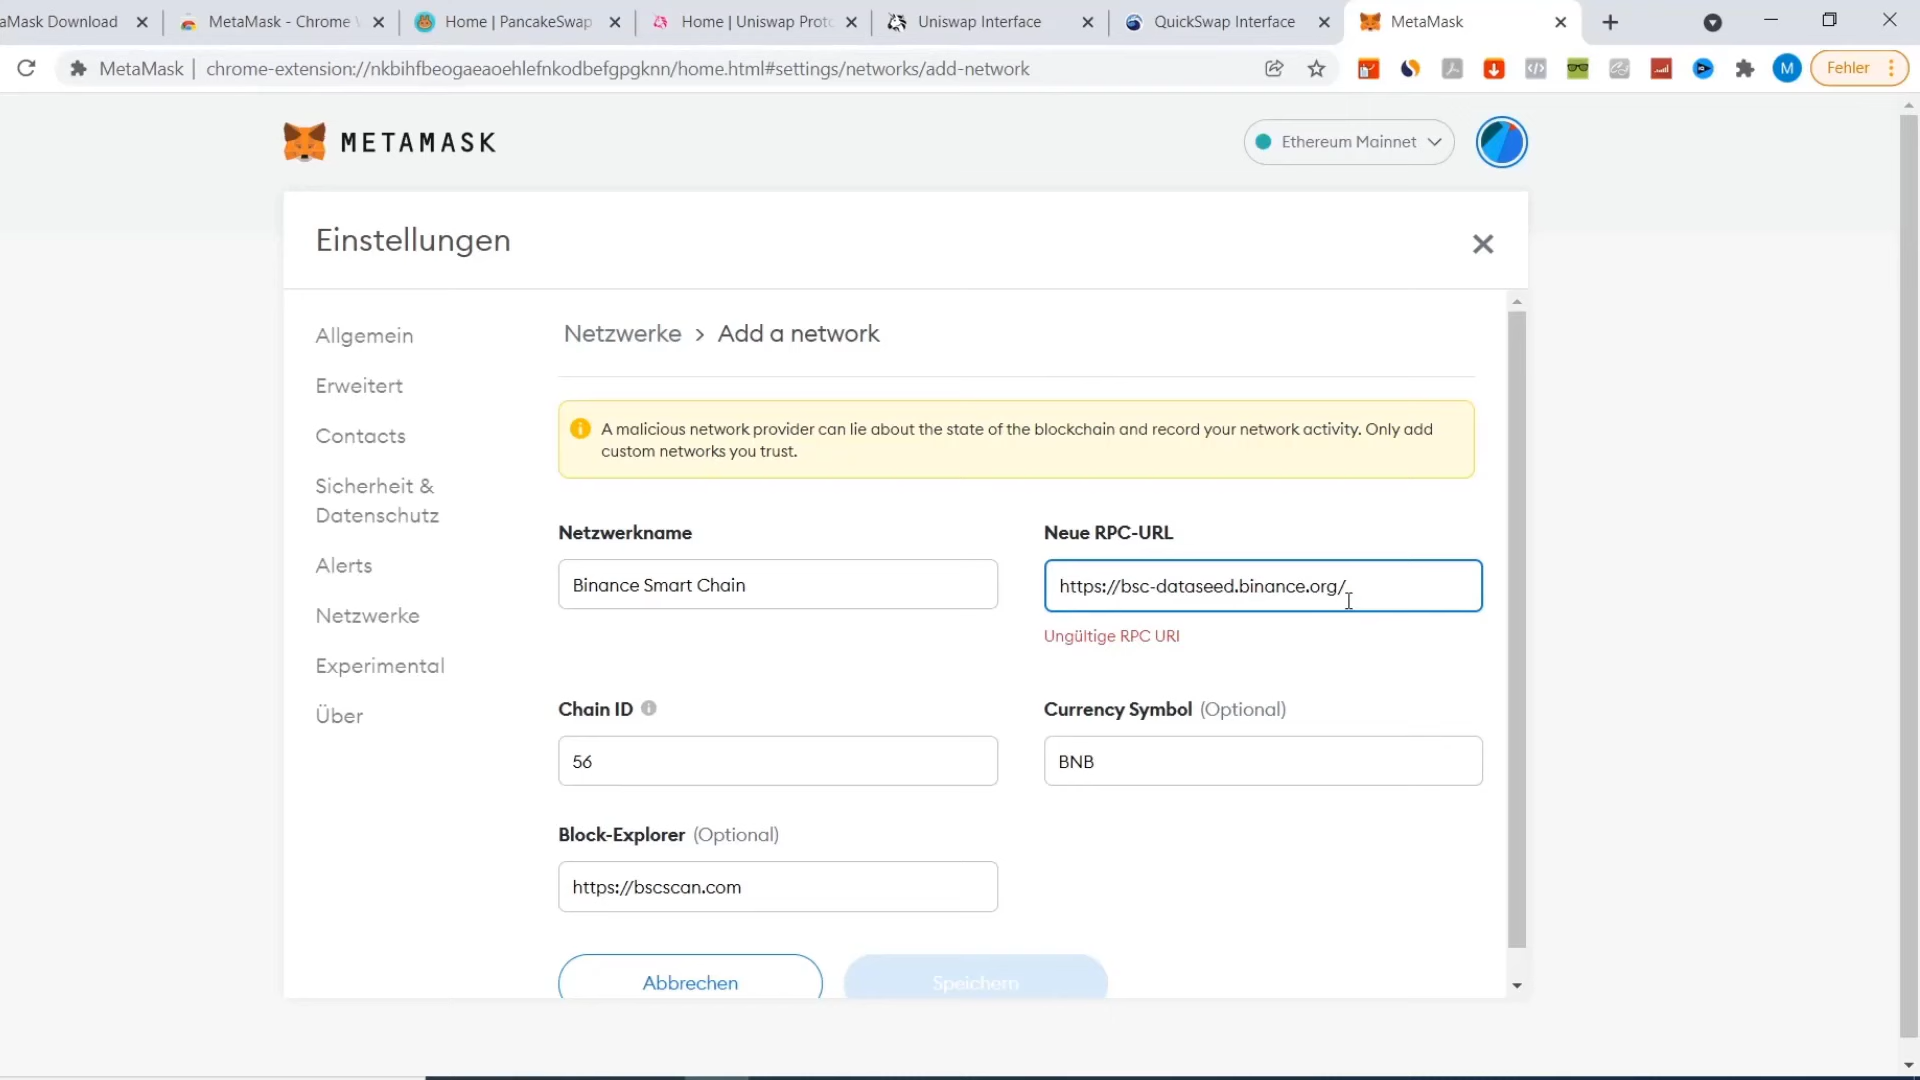 aMask Download
MetaMask - Chrome
Home | PancakeSwap
Home | Uniswap Proto
Uniswap Interface
QuickSwap Interface
MetaMask
MetaMask
chrome-extension://nkbihfbeogaeaoehlefnkodbefgpgknn/home.html#settings/networks/add-network
M
Fehler
METAMASK
Ethereum Mainnet
Einstellungen
Allgemein
Erweitert
Contacts
Sicherheit &
Datenschutz
Alerts
Netzwerke
Experimental
Über
Netzwerke > Add a network
A malicious network provider can lie about the state of the blockchain and record your network activity. Only add
custom networks you trust.
Netzwerkname
Binance Smart Chain
Neue RPC-URL
https://bsc-dataseed.binance.org/
Ungültige RPC URI
Chain ID
56
Currency Symbol (Optional)
BNB
Block-Explorer (Optional)
https://bscscan.com
Abbrechen
Speichern